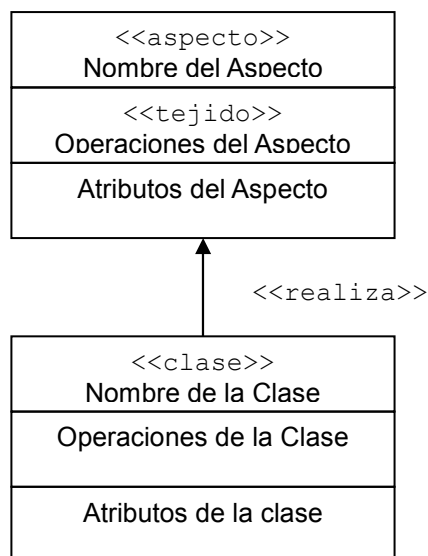 <<aspecto>>
Nombre del Aspecto
<<tejido>>
Operaciones del Aspecto
Atributos del Aspecto
<<realiza>>
<<clase>>
Nombre de la Clase
Operaciones de la Clase
Atributos de la clase